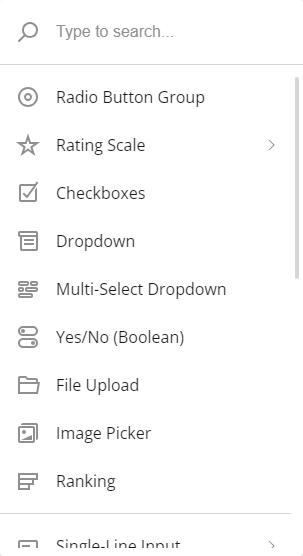 Type to search...
Radio Button Group
Rating Scale
Checkboxes
Dropdown
Multi-Select Dropdown
Yes/No (Boolean)
File Upload
Image Picker
Ranking
Single-Line Input